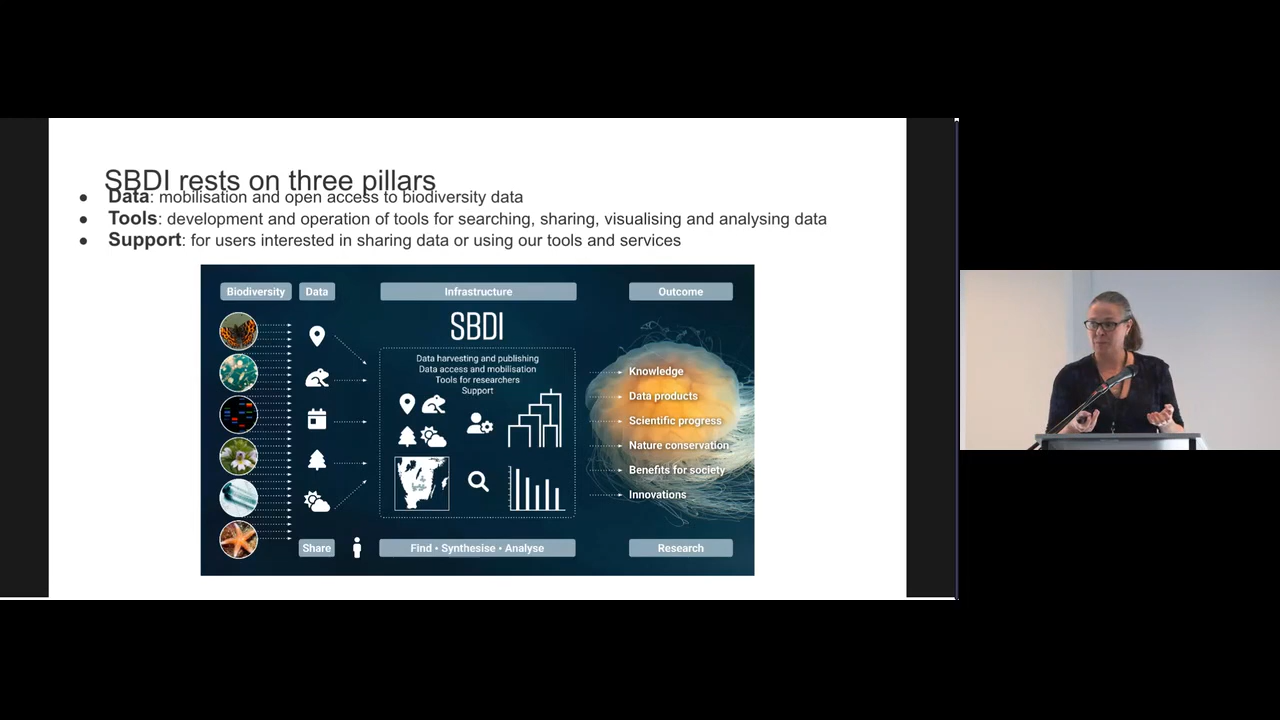 SBDI rests on three pillars
● Data: mobilisation and open access to biodiversity data
● Tools: development and operation of tools for searching, sharing, visualising and analysing data
● Support: for users interested in sharing data or using our tools and services
Biodiversity
Data
Infrastructure
Outcome
SBDI
Data harvesting and publishing
Data access and mobilisation
Tools for researchers
Support
Knowledge
Data products
Scientific progress
Nature conservation
Benefits for society
Innovations
Share
Find • Synthesise • Analyse
Research